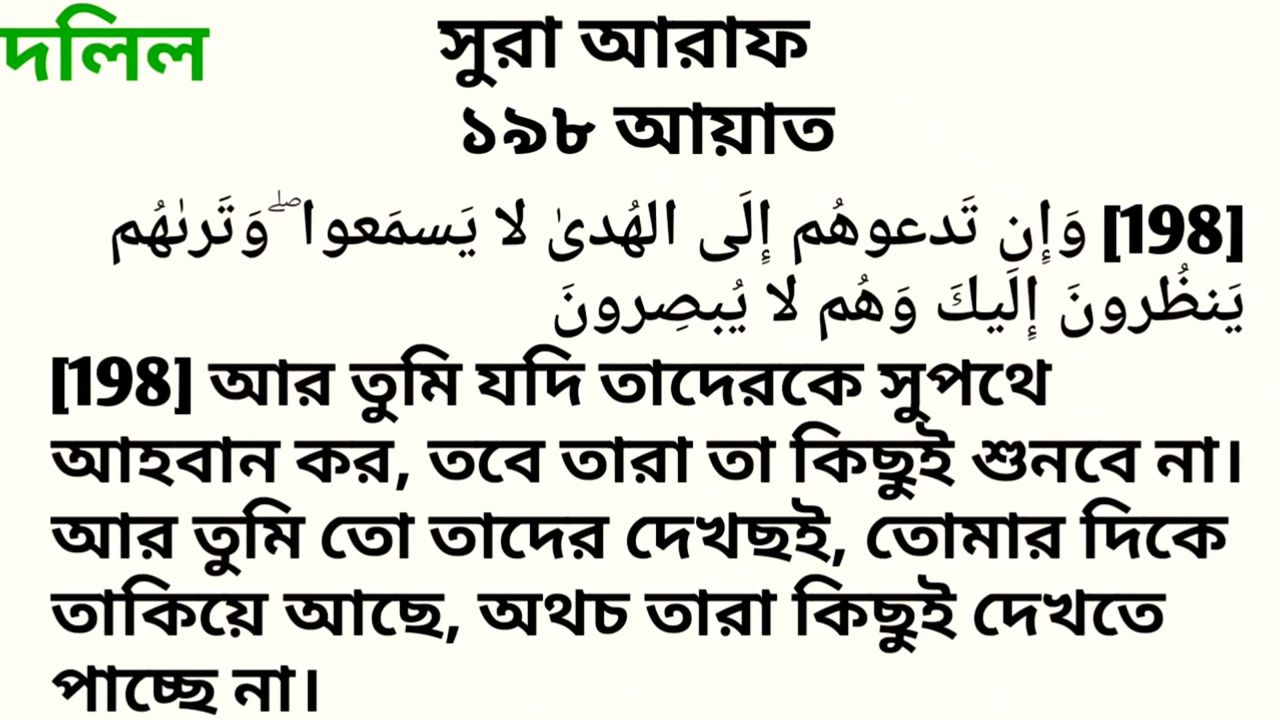 দলিল
সুরা আরাফ
১৯৮ আয়াত
[198] وَإِن تَدعوهُم إِلَى الهُدىٰ لا يَسمَعوا ۖ وَتَرىٰهُم
يَنظُرونَ إِلَيكَ وَهُم لا يُبصِرونَ
[198] আর তুমি যদি তাদেরকে সুপথে
আহবান কর, তবে তারা তা কিছুই শুনবে না।
আর তুমি তো তাদের দেখছই, তোমার দিকে
তাকিয়ে আছে, অথচ তারা কিছুই দেখতে
পাচ্ছে না।